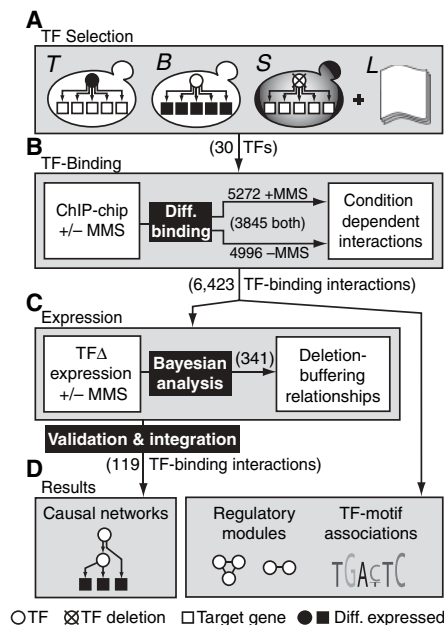 A
TF Selection
T B S L
+
(30) TFs)
B
TF-Binding
ChIP-chip
+/– MMS
Diff.
binding
5272 +MMS
(3845 both)
4996 –MMS
Condition
dependent
interactions
(6,423 TF-binding interactions)
C
Expression
TFΔ
expression
+/– MMS
Bayesian
analysis
(341)
Deletion-
buffering
relationships
Validation & integration
(119 TF-binding interactions)
D
Results
Causal networks
Regulatory
modules
TF-motif
associations
TGACTC
TF TF deletion Target gene Diff. expressed